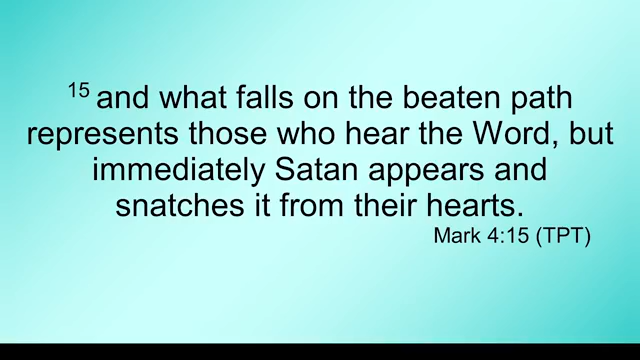 15 and what falls on the beaten path
represents those who hear the Word, but
immediately Satan appears and
snatches it from their hearts.
Mark 4:15 (TPT)